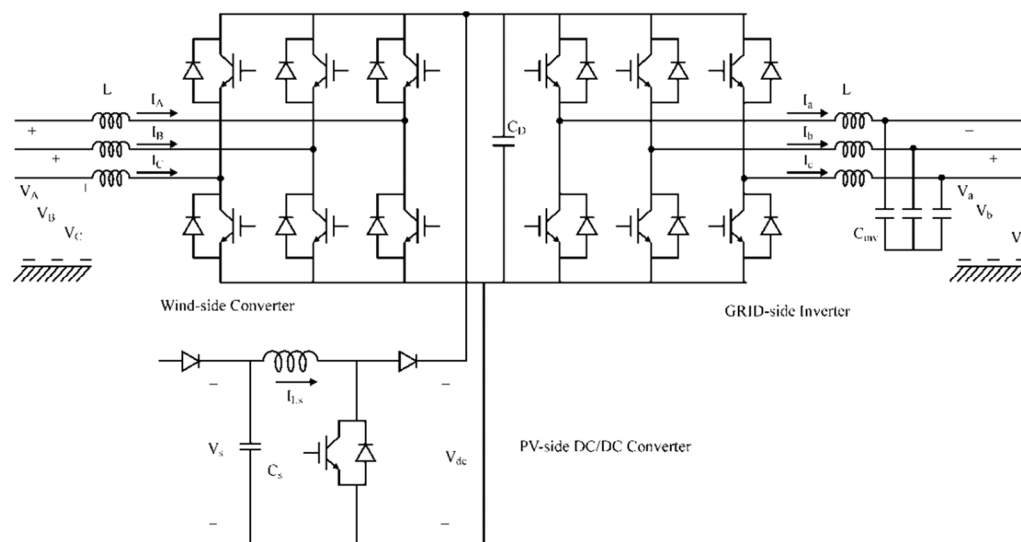 L
I_A
I_B
I_C
+
+
+
V_A
V_B
V_C
C_D
I_a
I_b
I_c
L
−
+
V_a
V_b
V
C_inv
Wind-side Converter
GRID-side Inverter
I_Ls
−
−
V_s
C_s
V_dc
−
−
PV-side DC/DC Converter